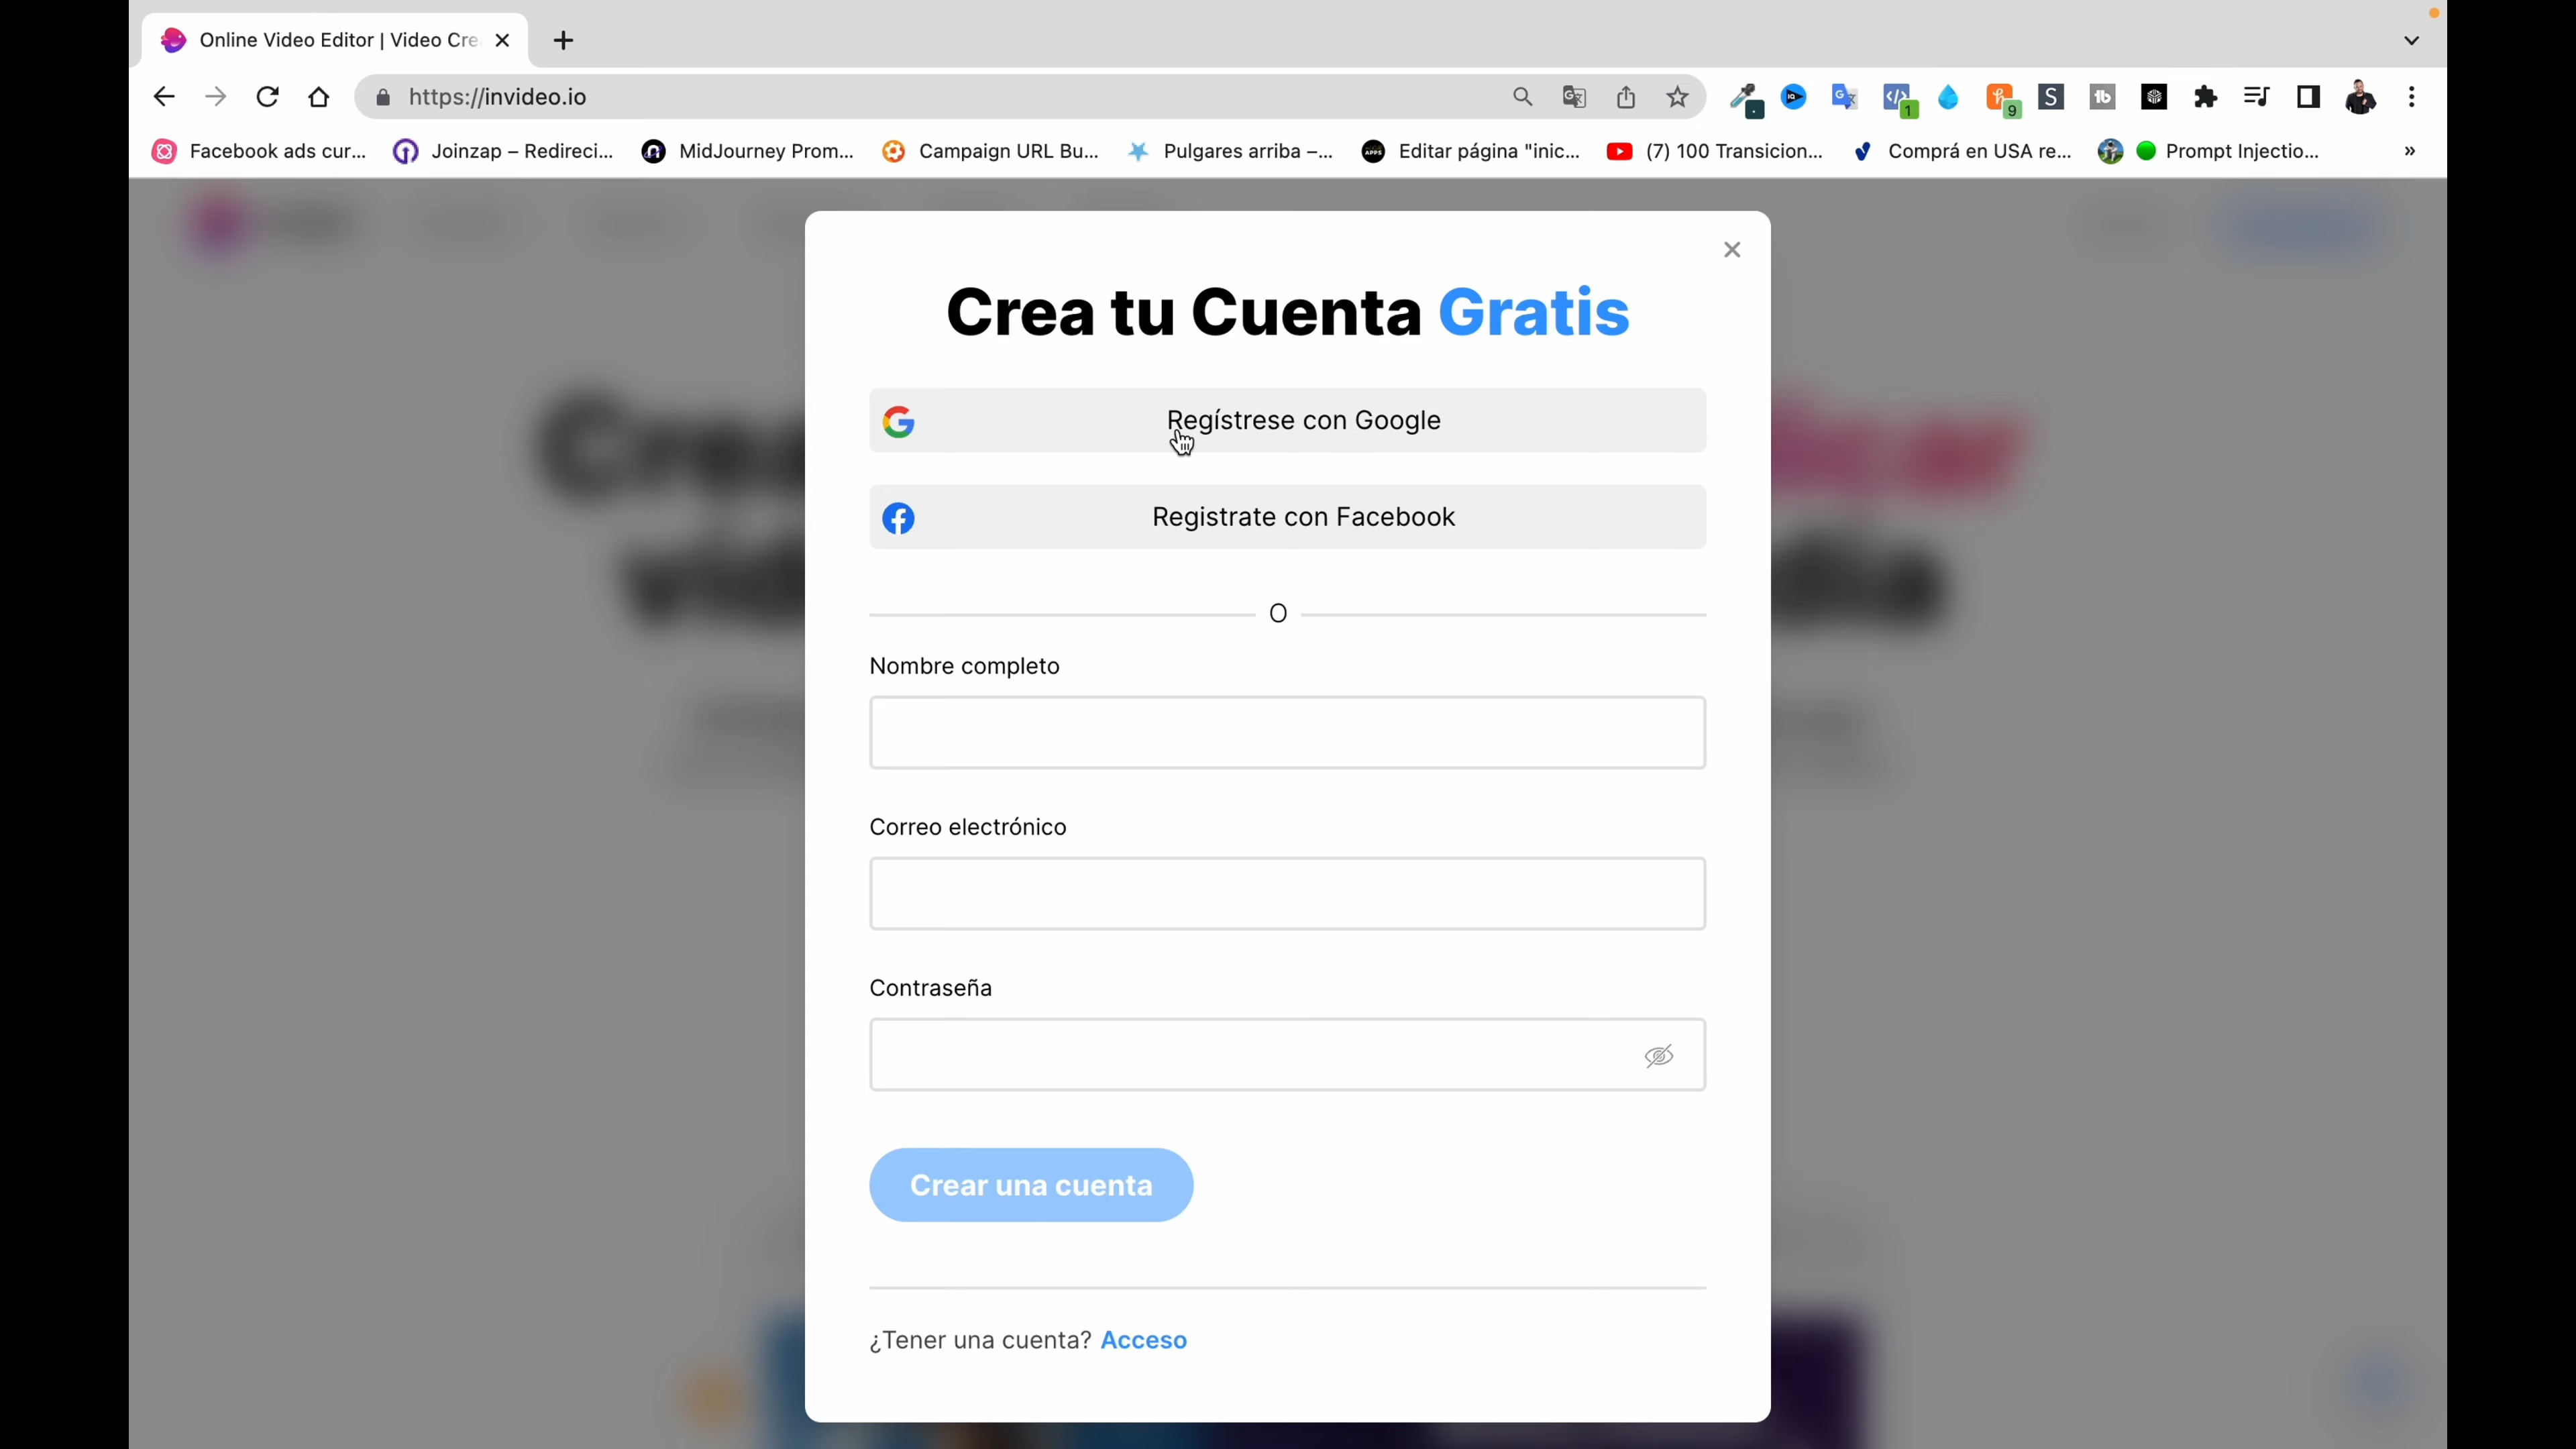 Online Video Editor | Video Cre
https://invideo.io
1
9
Facebook ads cur...
Joinzap – Redireci...
MidJourney Prom...
Campaign URL Bu...
Pulgares arriba –...
Editar página "inic...
(7) 100 Transicion...
Comprá en USA re...
Prompt Injectio...
»
Crea tu Cuenta Gratis
Regístrese con Google
Registrate con Facebook
O
Nombre completo
Correo electrónico
Contraseña
Crear una cuenta
¿Tener una cuenta? Acceso